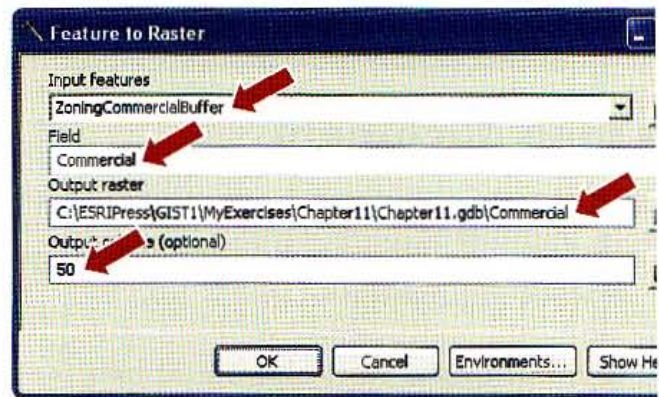 Feature to Raster
Input features
ZoningCommercialBuffer
Field
Commercial
Output raster
C:\ESRIPress\GIST1\MyExercises\Chapter11\Chapter11.gdb\Commercial
Output (optional)
50
OK Cancel Environments... Show He